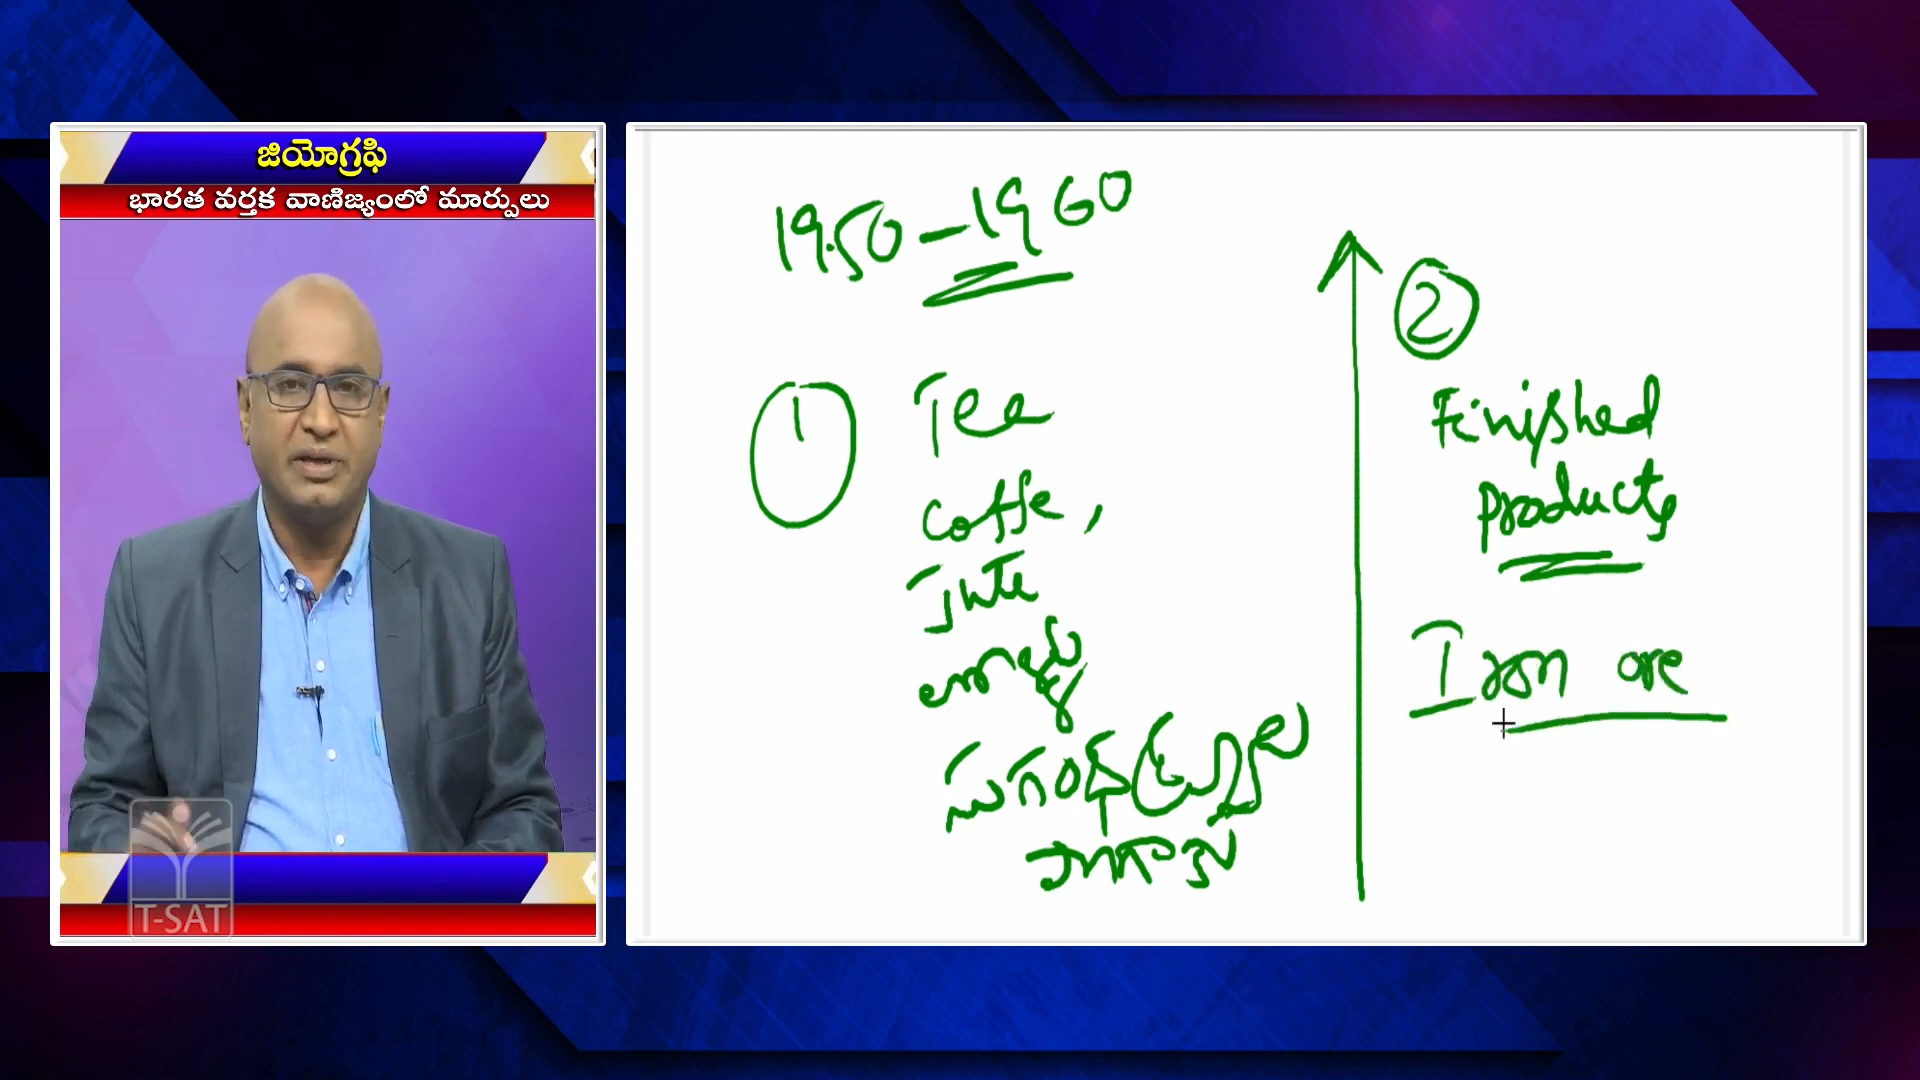 జియోగ్రఫి
భారత వర్తక వాణిజ్యంలో మార్పులు
T-SAT
1950-1960
1
Tea
Coffe,
Jute
తోళ్ళు
సుగంధద్రవ్యాలు
పొగాకు
2
Finished
Products
Iron ore